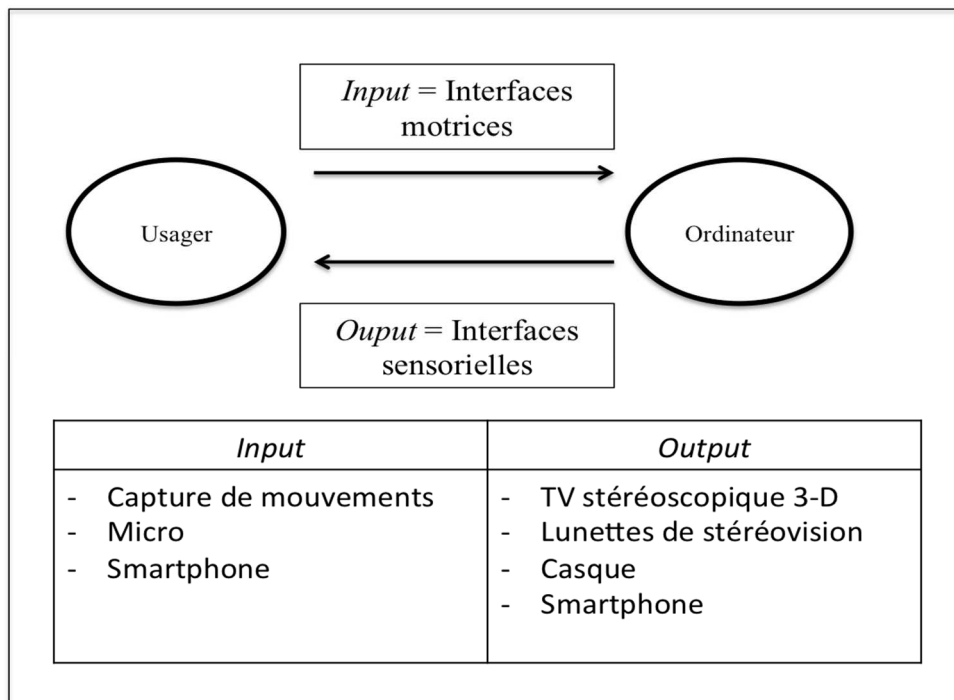 Input = Interfaces
motrices
Usager
Ordinateur
Ouput = Interfaces
sensorielles
Input
Output
- Capture de mouvements
- Micro
- Smartphone
- TV stéréoscopique 3-D
- Lunettes de stéréovision
- Casque
- Smartphone